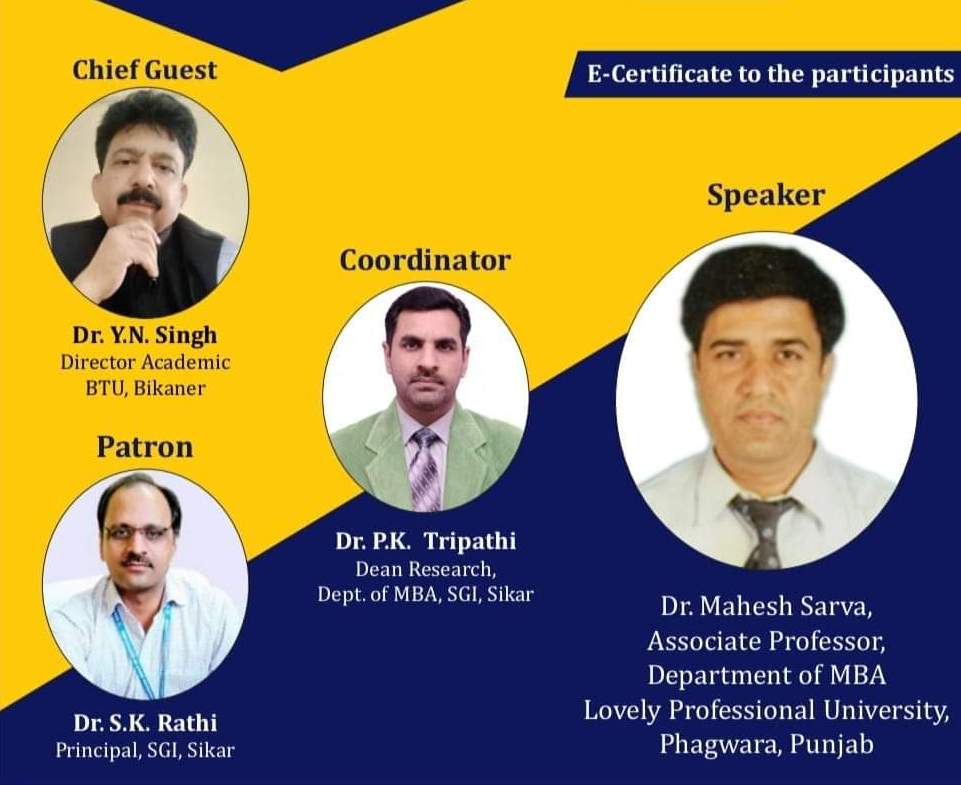 Chief Guest
E-Certificate to the participants
Dr. Y.N. Singh
Director Academic
BTU, Bikaner
Patron
Dr. S.K. Rathi
Principal, SGI, Sikar
Coordinator
Dr. P.K. Tripathi
Dean Research,
Dept. of MBA, SGI, Sikar
Speaker
Dr. Mahesh Sarva,
Associate Professor,
Department of MBA
Lovely Professional University,
Phagwara, Punjab